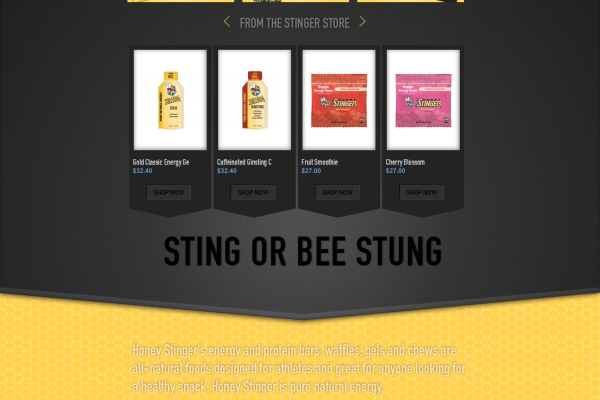 FROM THE STINGER STORE
Gold Classic Energy Ge
$32.40
SHOP NOW
Caffeinated Ginsting C
$32.40
SHOP NOW
STINGER
Fruit Smoothie
$27.00
SHOP NOW
STINGER
Cherry Blossom
$27.00
SHOP NOW
STING OR BEE STUNG
Honey Stinger's energy and protein bars, waffles, gels and chews are
all-natural foods designed for athletes and great for anyone looking for
a healthy snack. Honey Stinger is pure natural energy.